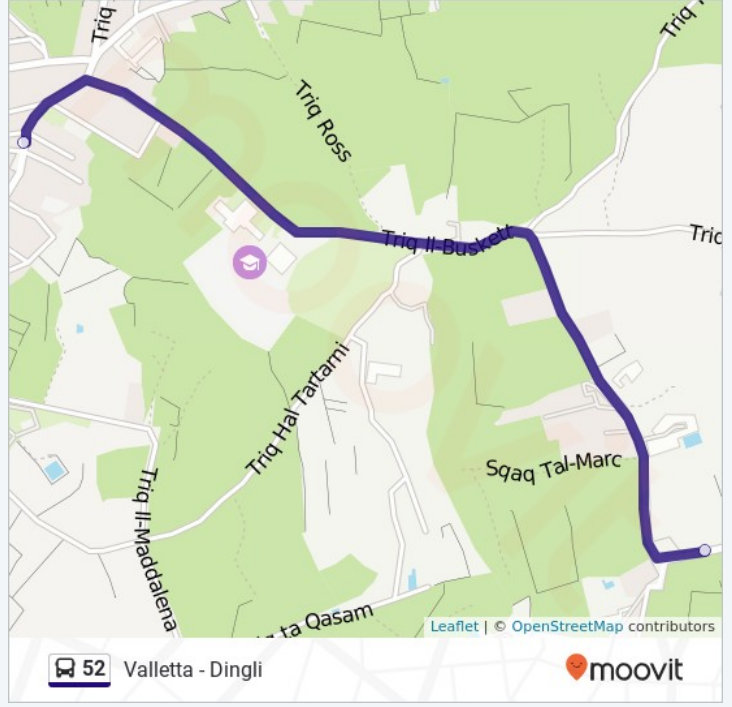 Triq
Triq
Triq Ross
Triq Il-Buskett
Triq Hal Tartarni
Sqaq Tal-Marc
Triq Il-Maddalena
ta Qasam
Leaflet | © OpenStreetMap contributors
52 Valletta - Dingli
moovit